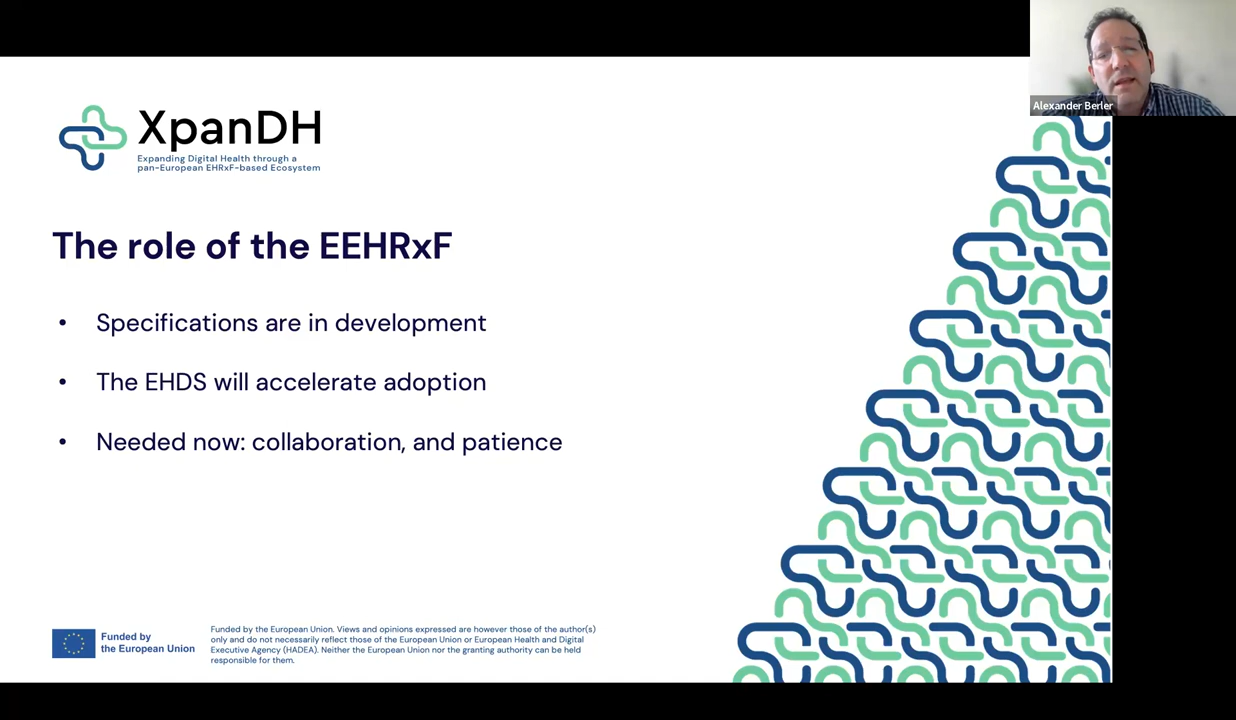 Alexander Berler
XpanDH
Expanding Digital Health through a
pan-European EHRxF-based Ecosystem
The role of the EEHRxF
• Specifications are in development
• The EHDS will accelerate adoption
• Needed now: collaboration, and patience
Funded by
the European Union
Funded by the European Union. Views and opinions expressed are however those of the author(s)
only and do not necessarily reflect those of the European Union or European Health and Digital
Executive Agency (HADEA). Neither the European Union nor the granting authority can be held
responsible for them.